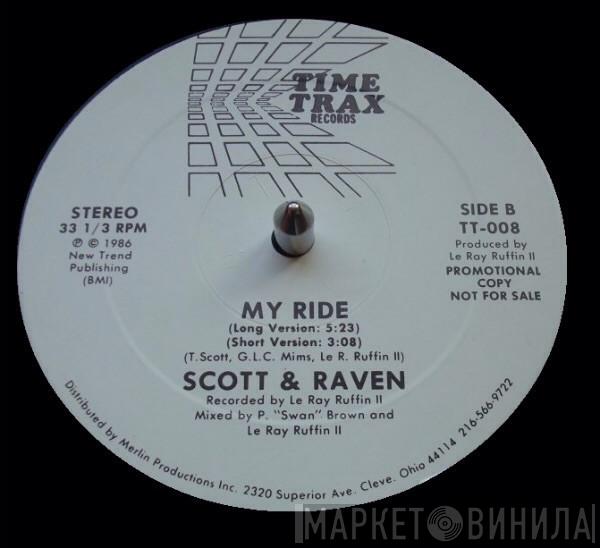 TIME
TRAX
RECORDS
STEREO
33 1/3 RPM
℗ © 1986
New Trend
Publishing
(BMI)
SIDE B
TT-008
Produced by
Le Ray Ruffin II
PROMOTIONAL
COPY
NOT FOR SALE
MY RIDE
(Long Version: 5:23)
(Short Version: 3:08)
(T. Scott, G.L.C. Mims, Le R. Ruffin II)
SCOTT & RAVEN
Recorded by Le Ray Ruffin II
Mixed by P. "Swan" Brown and
Le Ray Ruffin II
Distributed by Merlin Productions Inc. 2320 Superior Ave. Cleve. Ohio 44114 216-566-9722
МАРКЕТ ВИНИЛА